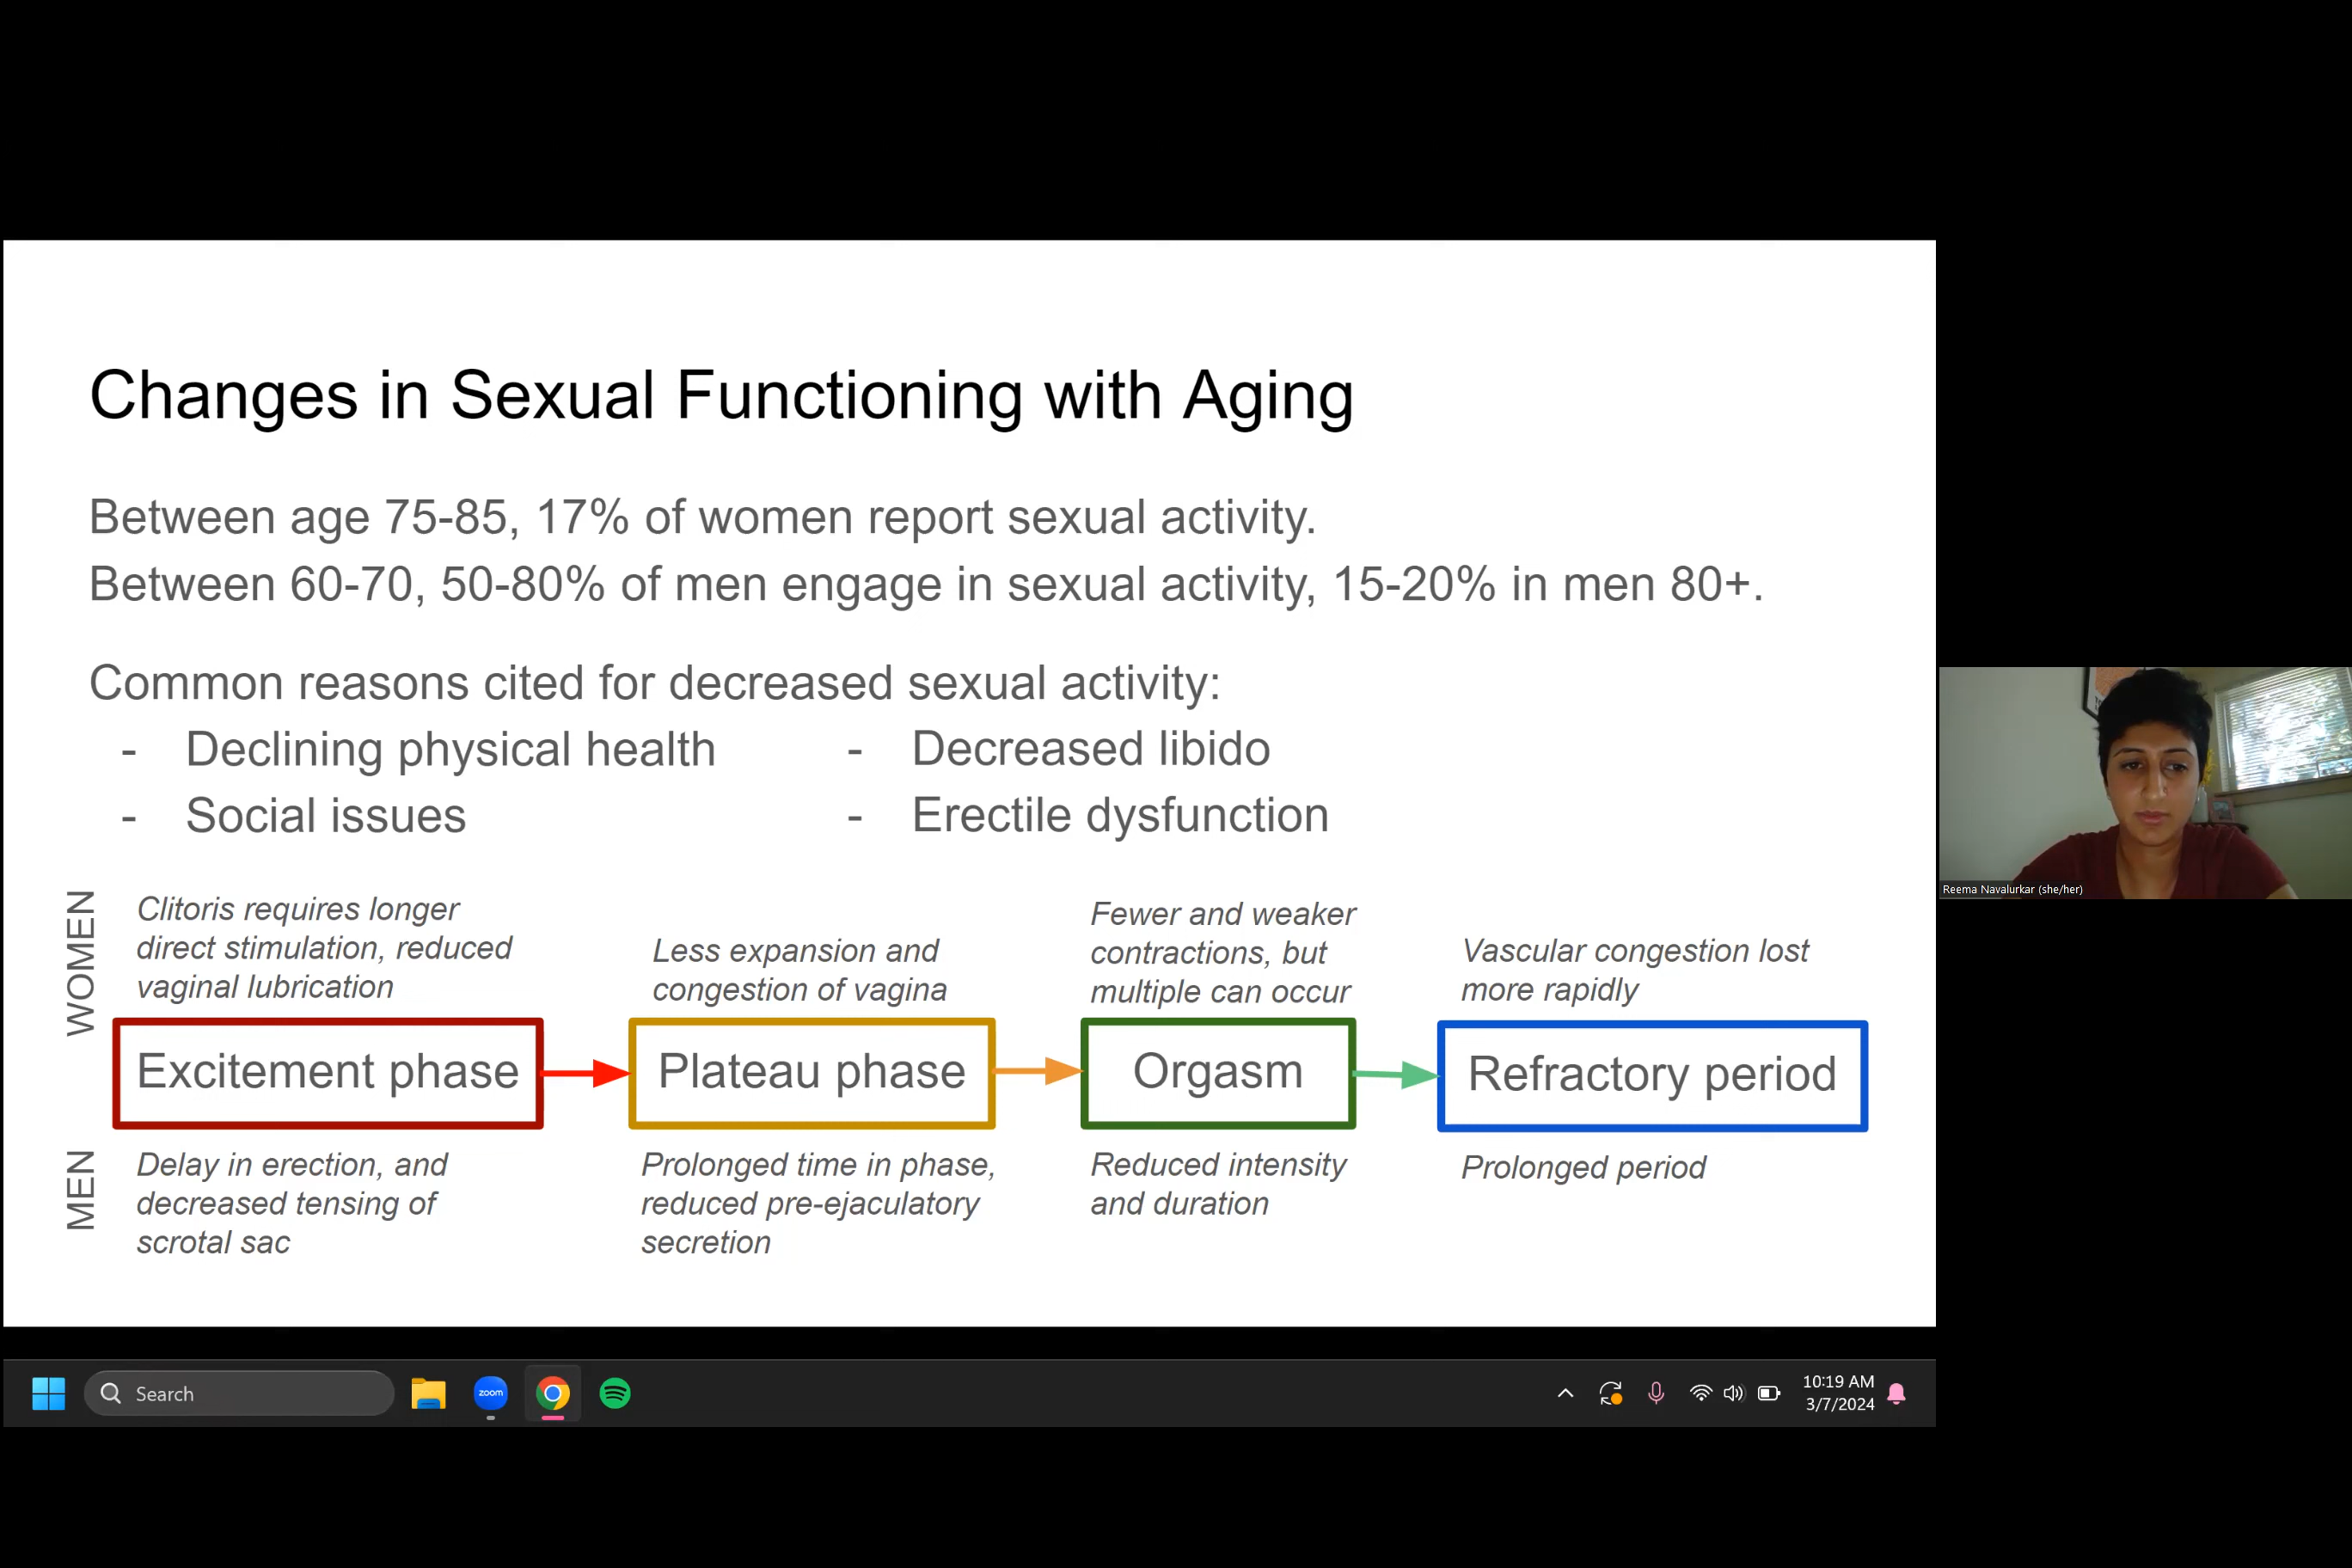 Changes in Sexual Functioning with Aging
Between age 75-85, 17% of women report sexual activity.
Between 60-70, 50-80% of men engage in sexual activity, 15-20% in men 80+.
Common reasons cited for decreased sexual activity:
- Declining physical health
- Social issues
- Decreased libido
- Erectile dysfunction
WOMEN
Clitoris requires longer
direct stimulation, reduced
vaginal lubrication
Less expansion and
congestion of vagina
Fewer and weaker
contractions, but
multiple can occur
Vascular congestion lost
more rapidly
Excitement phase
Plateau phase
Orgasm
Refractory period
MEN
Delay in erection, and
decreased tensing of
scrotal sac
Prolonged time in phase,
reduced pre-ejaculatory
secretion
Reduced intensity
and duration
Prolonged period
Reema Navalurkar (she/her)
Search
zoom
10:19 AM
3/7/2024